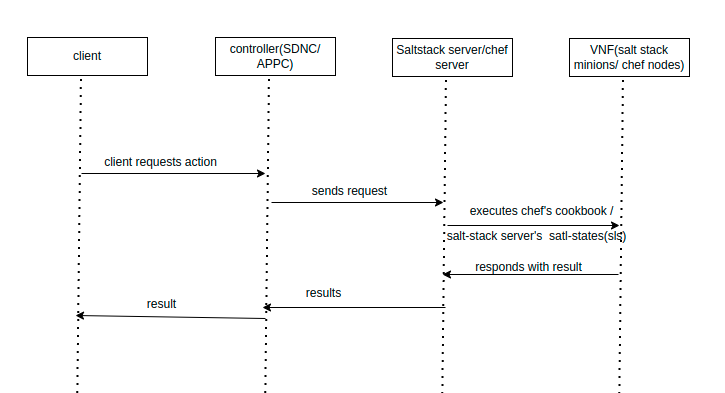 client
controller(SDNC/
APPC)
Saltstack server/chef
server
VNF(salt stack
minions/ chef nodes)
client requests action
sends request
executes chef's cookbook /
salt-stack server's satl-states(sls)
responds with result
results
result